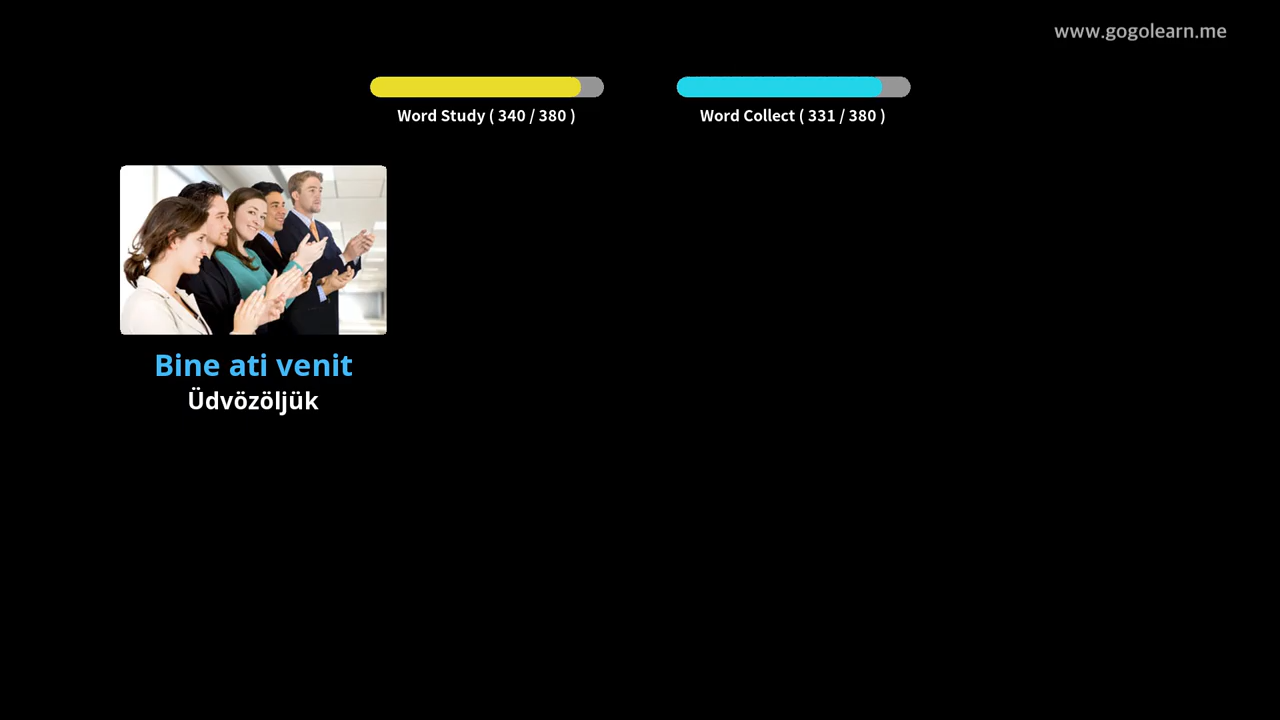 www.gogolearn.me
Word Study ( 340 / 380 )
Word Collect ( 331 / 380 )
Bine ati venit
Üdvözöljük